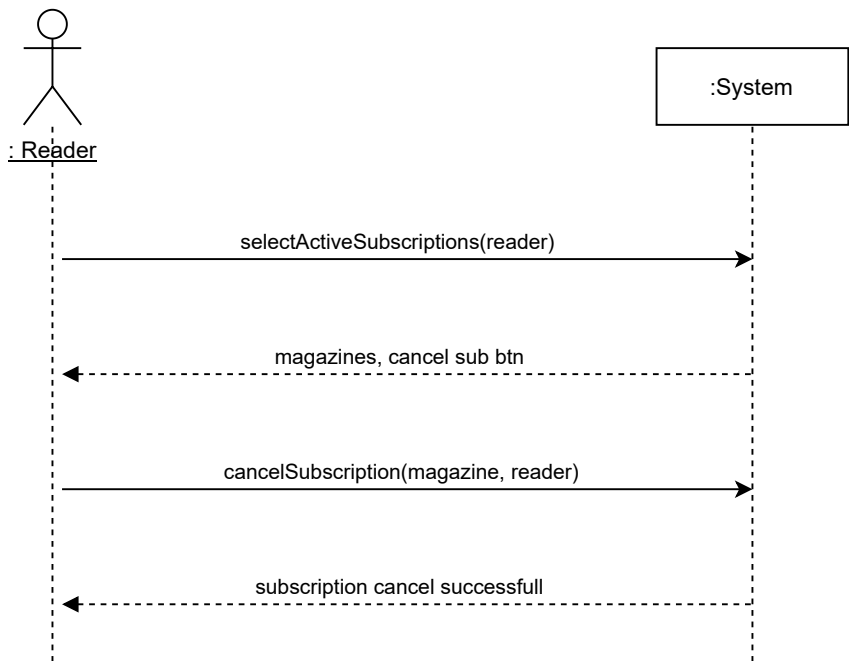 : Reader
:System
selectActiveSubscriptions(reader)
magazines, cancel sub btn
cancelSubscription(magazine, reader)
subscription cancel successfull